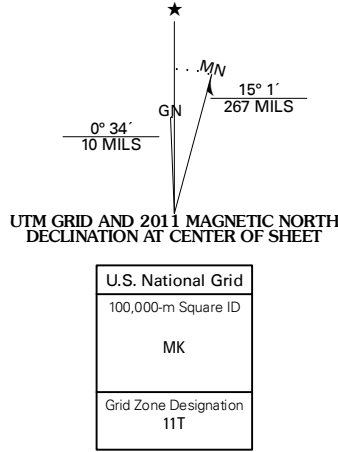 ★
MN
GN
15° 1´
267 MILS
0° 34´
10 MILS
UTM GRID AND 2011 MAGNETIC NORTH
DECLINATION AT CENTER OF SHEET
U.S. National Grid
100,000-m Square ID
MK
Grid Zone Designation
11T